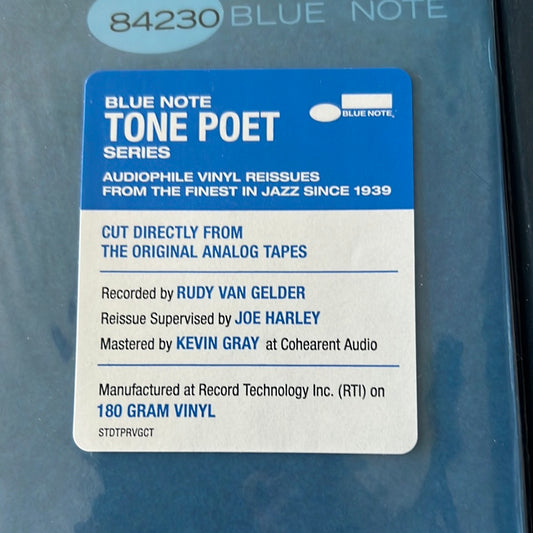 84230 BLUE NOTE
BLUE NOTE
TONE POET
SERIES
BLUE NOTE
AUDIOPHILE VINYL REISSUES
FROM THE FINEST IN JAZZ SINCE 1939
CUT DIRECTLY FROM
THE ORIGINAL ANALOG TAPES
Recorded by RUDY VAN GELDER
Reissue Supervised by JOE HARLEY
Mastered by KEVIN GRAY at Cohearent Audio
Manufactured at Record Technology Inc. (RTI) on
180 GRAM VINYL
STDTPRVGCT